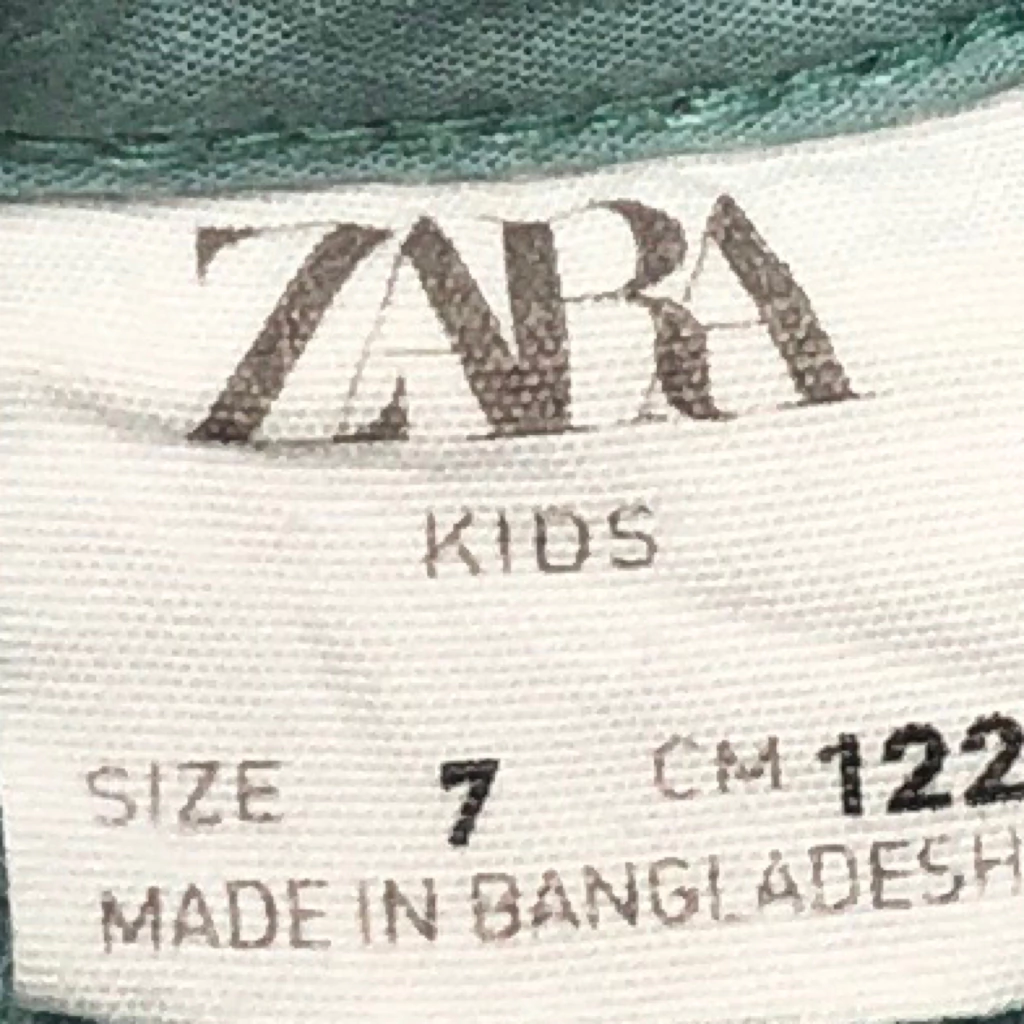 ZARA
KIDS
SIZE 7 CM 122
MADE IN BANGLADESH